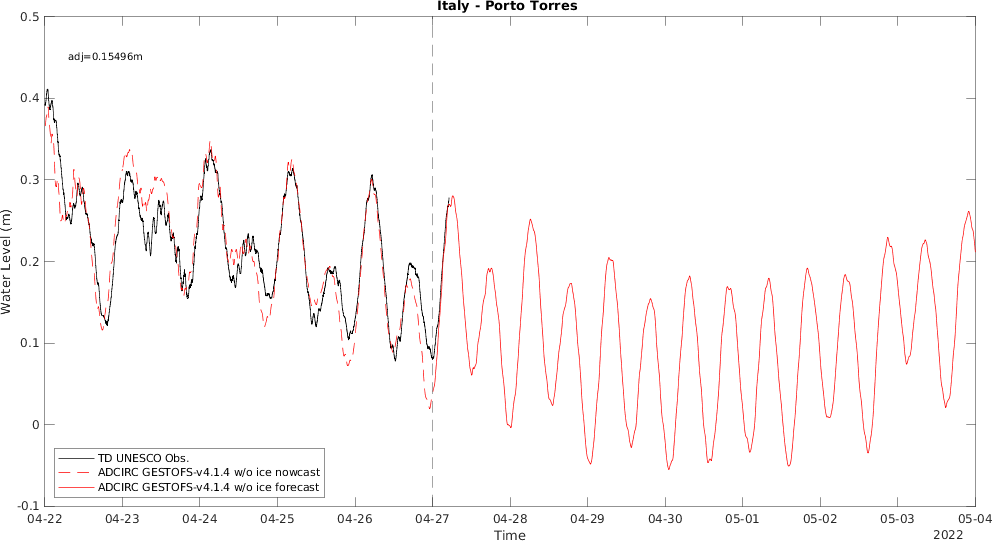 Italy - Porto Torres
adj=0.15496m
0.5
0.4
0.3
0.2
0.1
0
-0.1
Water Level (m)
TD UNESCO Obs.
ADCIRC GESTOFS-v4.1.4 w/o ice nowcast
ADCIRC GESTOFS-v4.1.4 w/o ice forecast
04-22 04-23 04-24 04-25 04-26 04-27 04-28 04-29 04-30 05-01 05-02 05-03 05-04
Time
2022